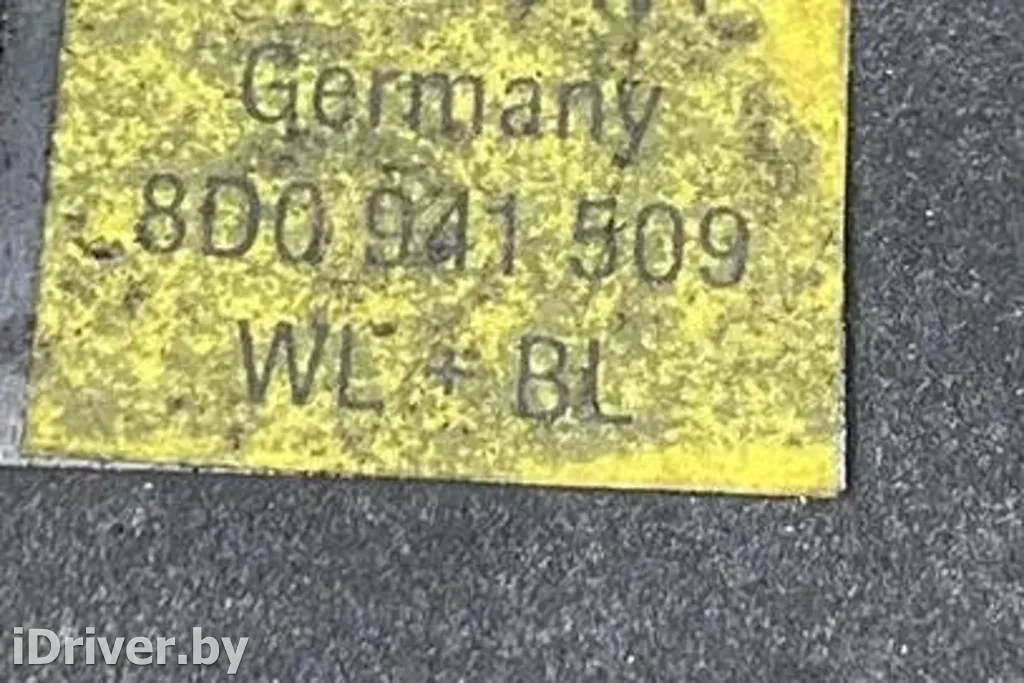 Germany
8D0 941 509
WL + BL
iDriver.by